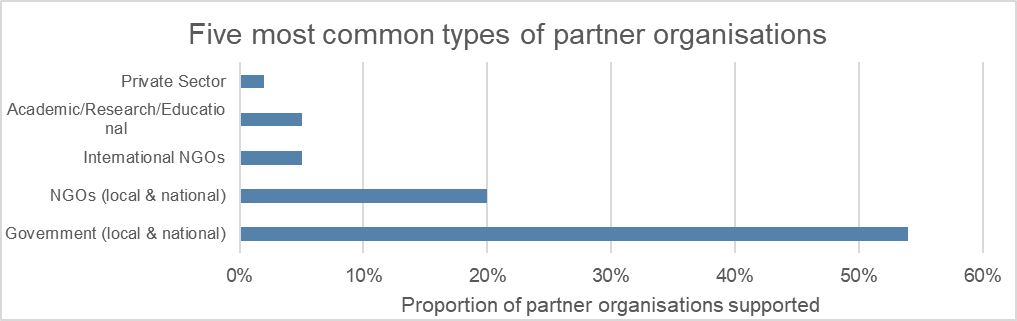 Five most common types of partner organisations
Private Sector
Academic/Research/Educatio
nal
International NGOs
NGOs (local & national)
Government (local & national)
0% 10% 20% 30% 40% 50% 60%
Proportion of partner organisations supported